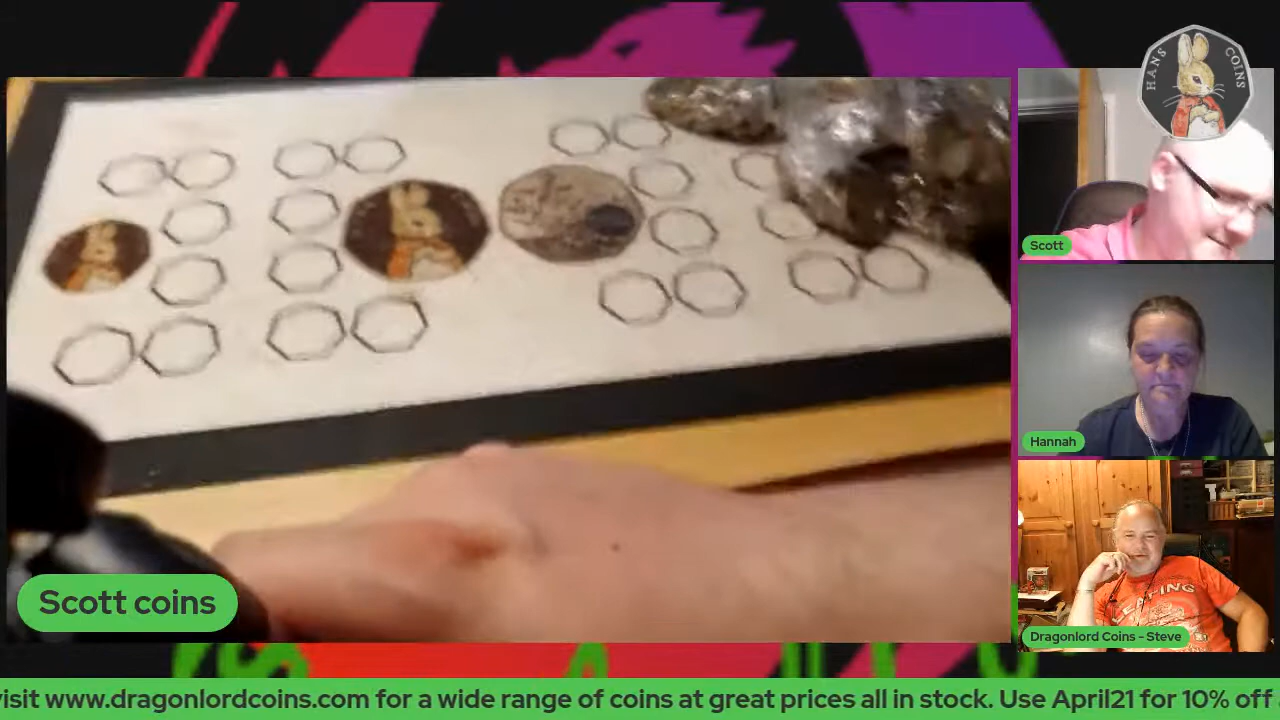 HANS COINS
Scott
Hannah
EATING
Dragonlord Coins - Steve
Scott coins
visit www.dragonlordcoins.com for a wide range of coins at great prices all in stock. Use April21 for 10% off